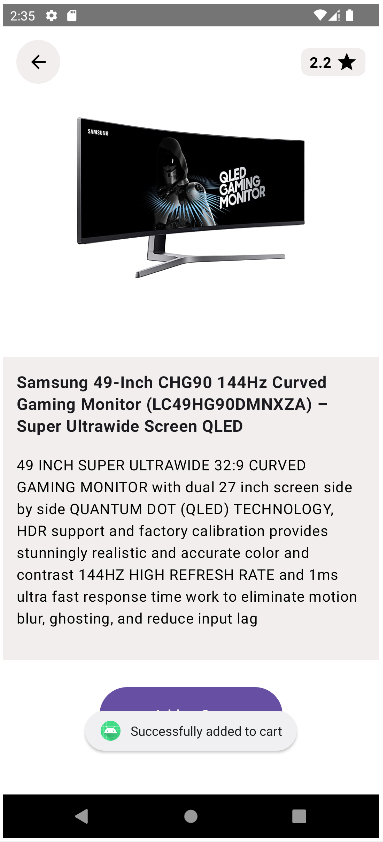 2:35
2.2
SAMSUNG
QLED
GAMING
MONITOR
Samsung 49-Inch CHG90 144Hz Curved
Gaming Monitor (LC49HG90DMNXZA) –
Super Ultrawide Screen QLED
49 INCH SUPER ULTRAWIDE 32:9 CURVED
GAMING MONITOR with dual 27 inch screen side
by side QUANTUM DOT (QLED) TECHNOLOGY,
HDR support and factory calibration provides
stunningly realistic and accurate color and
contrast 144HZ HIGH REFRESH RATE and 1ms
ultra fast response time work to eliminate motion
blur, ghosting, and reduce input lag
Successfully added to cart